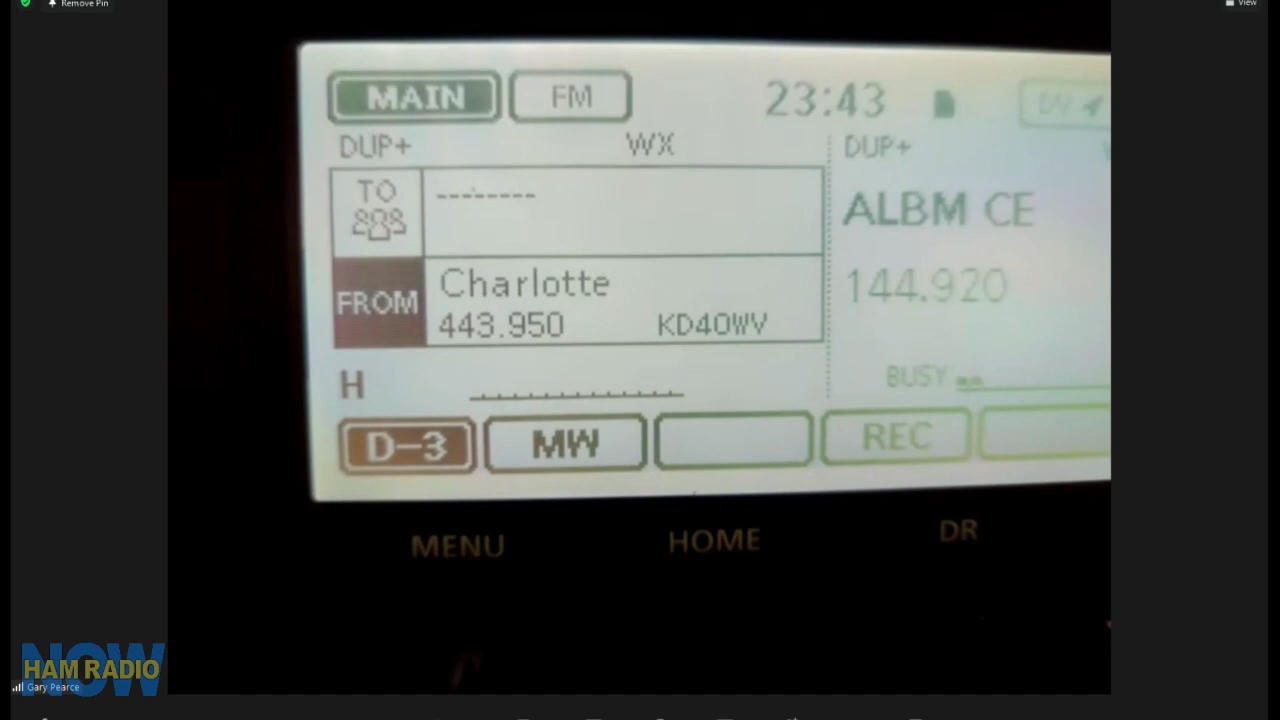 Remove Pin
View
MAIN
FM
23:43
DV
DUP+
WX
DUP+
TO
--------
ALBM CE
FROM
Charlotte
443.950
KD4OWV
144.920
H
BUSY
D-3
MW
REC
MENU
HOME
DR
NOW
HAM RADIO
Gary Pearce